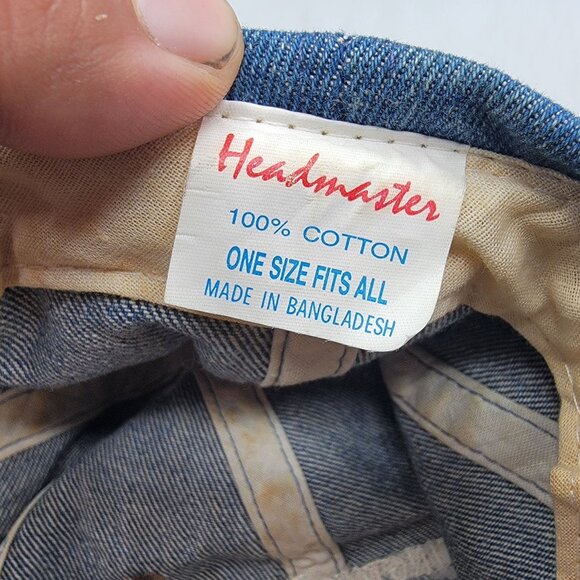 Headmaster
100% COTTON
ONE SIZE FITS ALL
MADE IN BANGLADESH